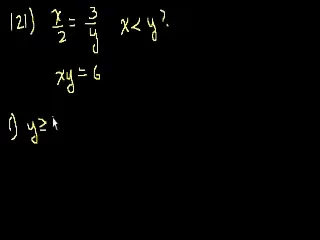 121) x/2 = 3/y x < y?
xy = 6
1) y ≥